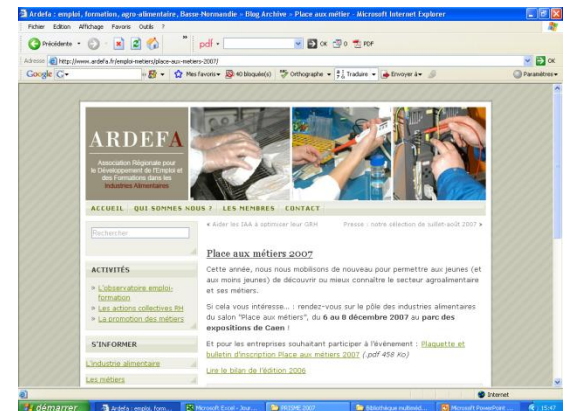 Ardefa : emploi, formation, agro-alimentaire, Basse-Normandie » Blog Archive » Place aux métier - Microsoft Internet Explorer
Fichier Edition Affichage Favoris Outils ?
Précédente
pdf
OK
PDF
Adresse http://www.ardefa.fr/emploi-metiers/place-aux-metiers-2007/
OK
Google G
Mes favoris 40 bloquée(s) Orthographe Traduire Envoyer à Paramètres
ARDEFA
Association Régionale pour
le Développement de l'Emploi et
des Formations dans les
Industries Alimentaires
ACCUEIL QUI SOMMES NOUS ? LES MEMBRES CONTACT
Rechercher
« Aider les IAA à optimiser leur GRH Presse : notre sélection de juillet-août 2007 »
Place aux métiers 2007
Cette année, nous nous mobilisons de nouveau pour permettre aux jeunes (et
aux moins jeunes) de découvrir ou mieux connaître le secteur agroalimentaire
et ses métiers.
Si cela vous intéresse... : rendez-vous sur le pôle des industries alimentaires
du salon "Place aux métiers", du 6 au 8 décembre 2007 au parc des
expositions de Caen !
Et pour les entreprises souhaitant participer à l'événement : Plaquette et
bulletin d'inscription Place aux métiers 2007 (.pdf 458 Ko)
Lire le bilan de l'édition 2006
ACTIVITÉS
» L'observatoire emploi-
formation
» Les actions collectives RH
» La promotion des métiers
S'INFORMER
L'industrie alimentaire
Les métiers
Internet
démarrer
Ardefa : emploi, form...
Microsoft Excel - Jour...
PRISME 2007
Bibliothèque multiméd...
Microsoft PowerPoint ...
15:47